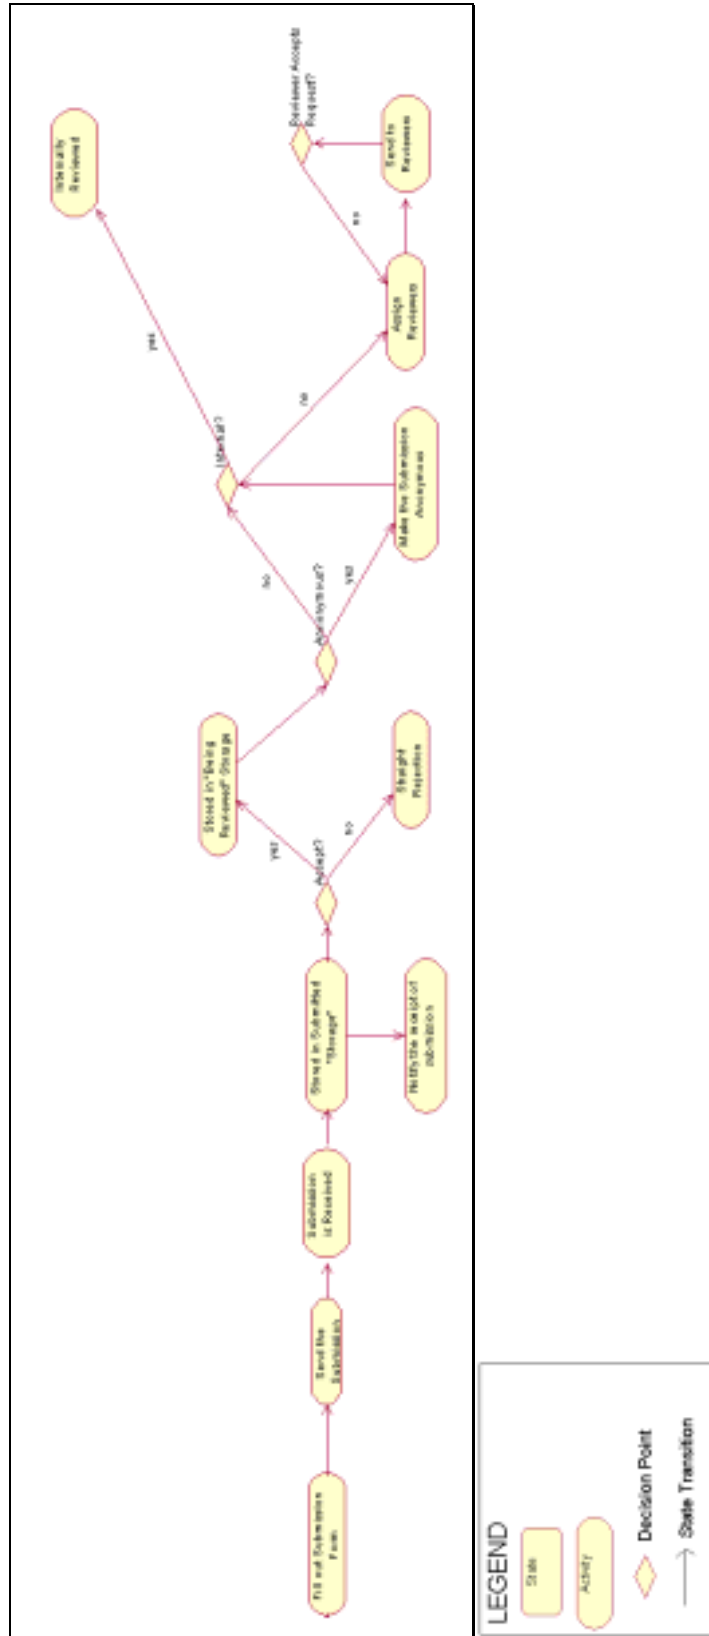 Fill out Submission
Form
Send the
Submission
Submission
is Received
Stored in Submitted
"Storage"
Notify the receipt of
submission
Accept?
yes
no
Stored in "Being
Reviewed" Storage
Straight
Rejection
Anonymous?
no
yes
Make the Submission
Anonymous
Internal?
yes
no
Internally
Reviewed
Assign
Reviewers
Send to
Reviewers
Reviewer Accepts
Request?
no
LEGEND
State
Activity
Decision Point
State Transition